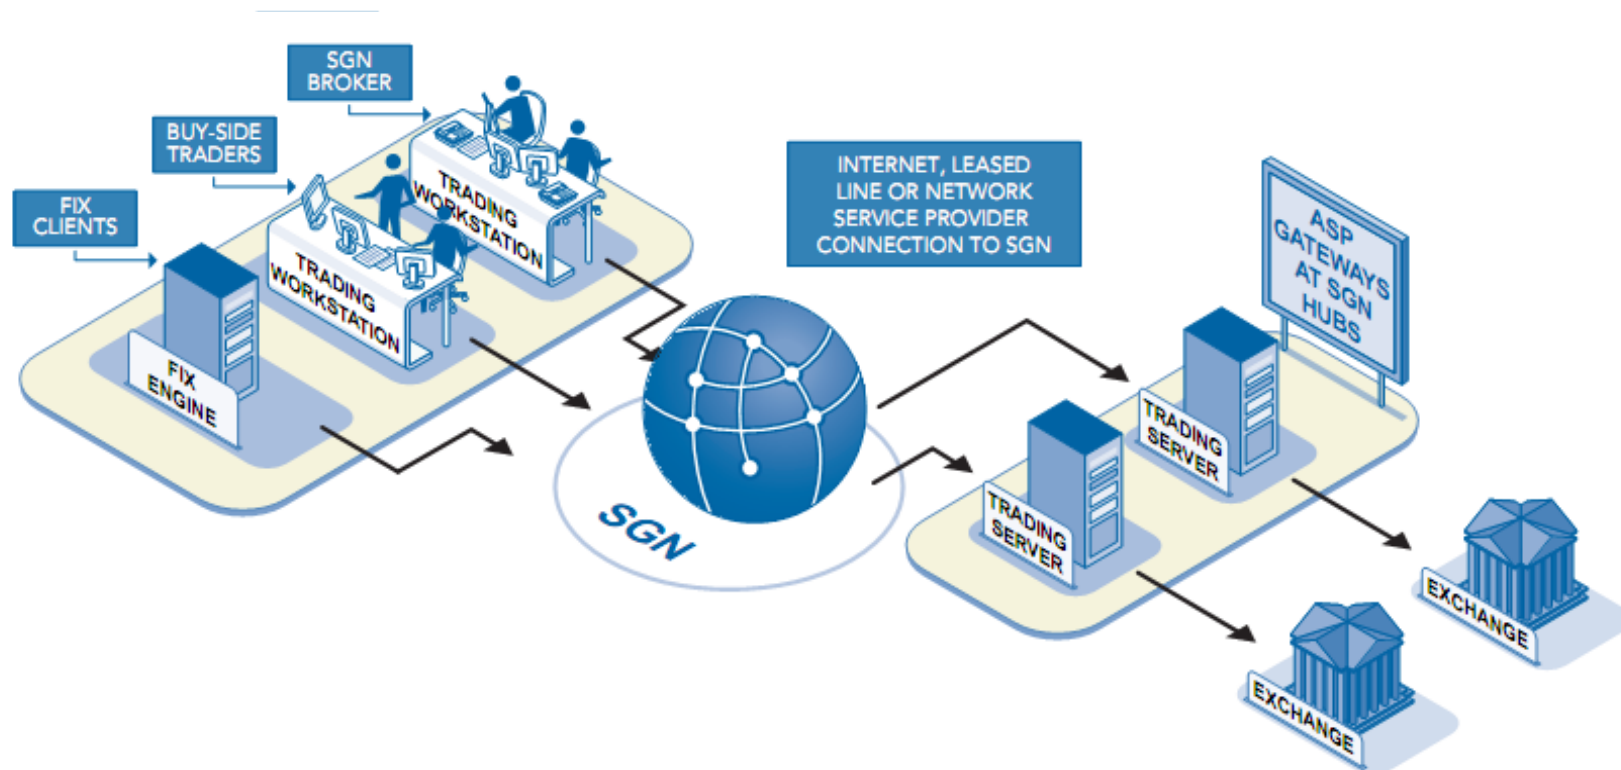 SGN
BROKER
BUY-SIDE
TRADERS
FIX
CLIENTS
TRADING
WORKSTATION
TRADING
WORKSTATION
FIX
ENGINE
INTERNET, LEASED
LINE OR NETWORK
SERVICE PROVIDER
CONNECTION TO SGN
SGN
ASP
GATEWAYS
AT SGN
HUBS
TRADING
SERVER
TRADING
SERVER
EXCHANGE
EXCHANGE